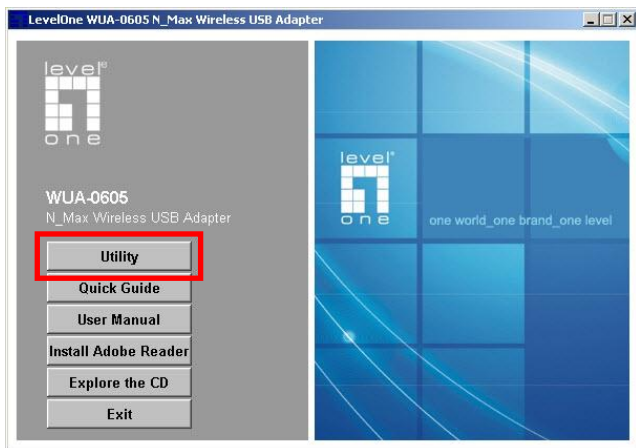 LevelOne WUA-0605 N_Max Wireless USB Adapter
level®
one
WUA-0605
N_Max Wireless USB Adapter
Utility
Quick Guide
User Manual
Install Adobe Reader
Explore the CD
Exit
level®
one
one world_one brand_one level